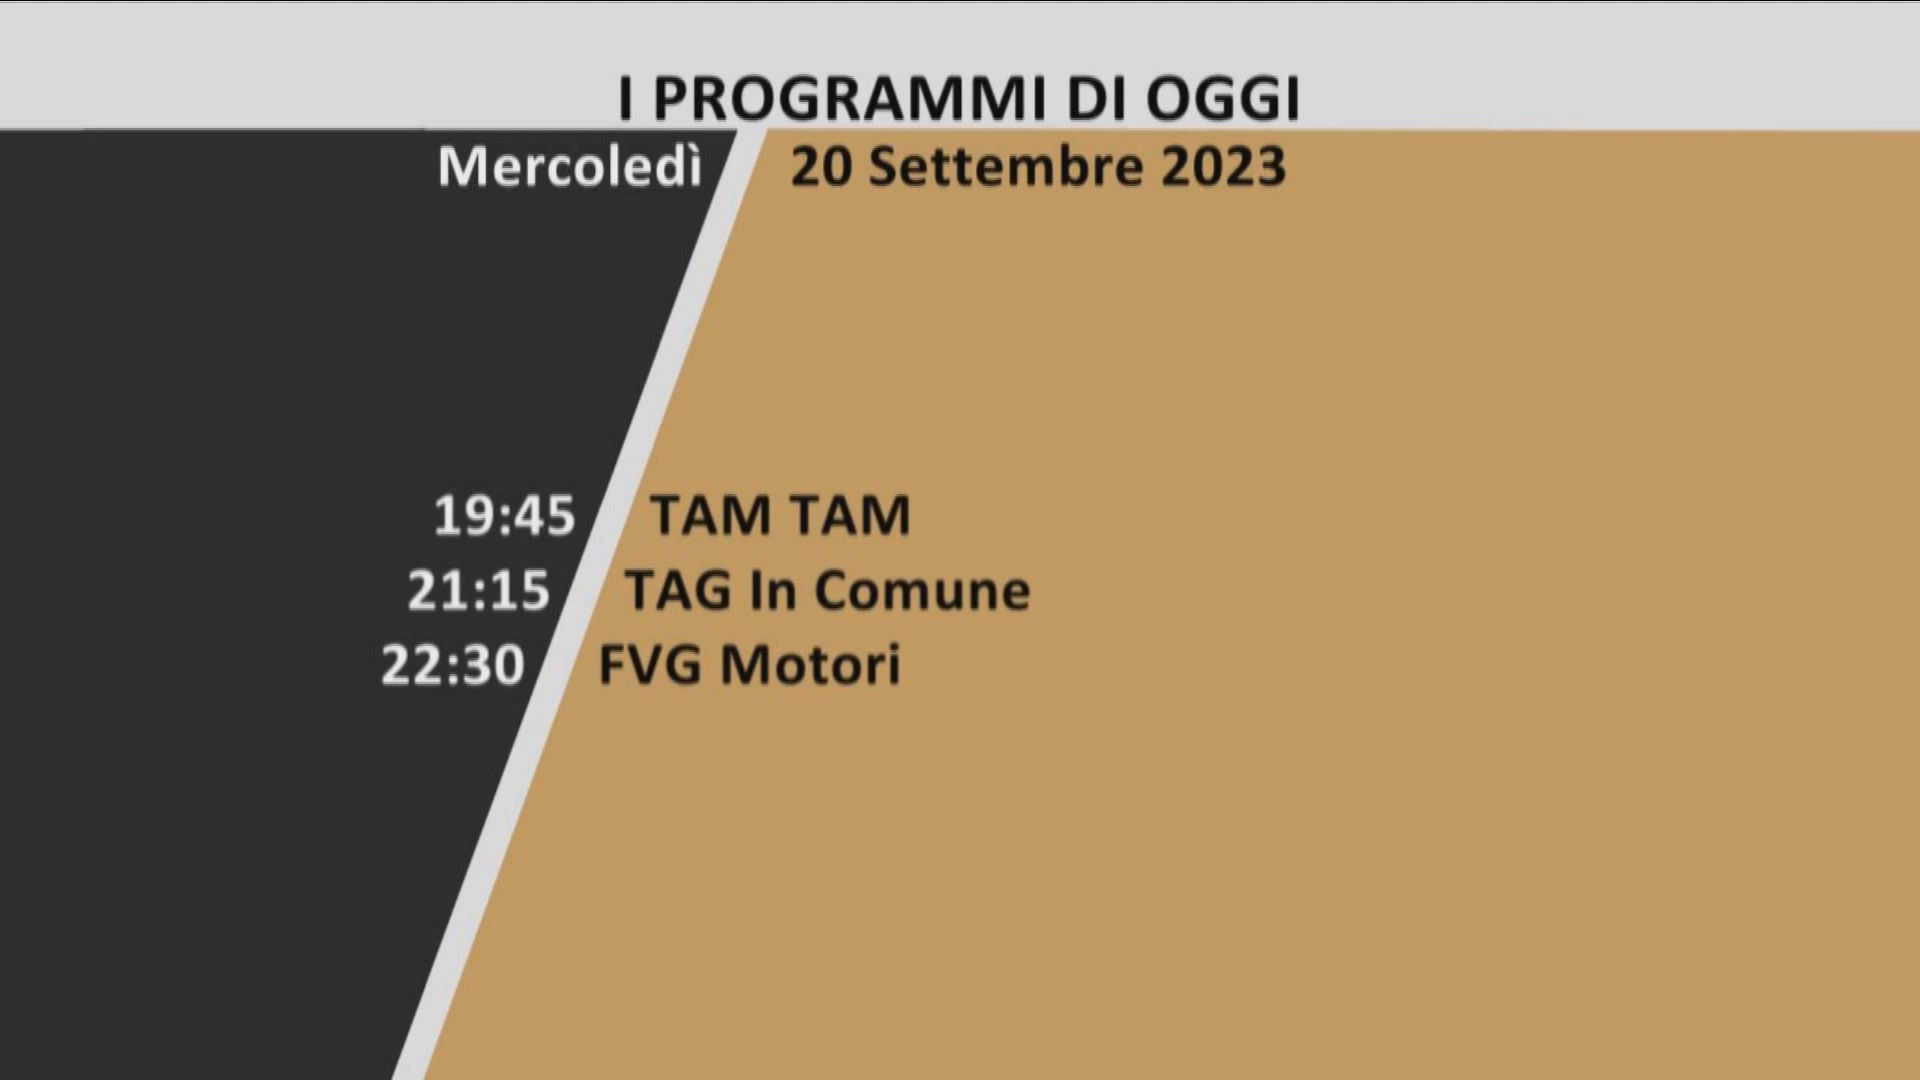 I PROGRAMMI DI OGGI
Mercoledì 20 Settembre 2023
19:45 TAM TAM
21:15 TAG In Comune
22:30 FVG Motori